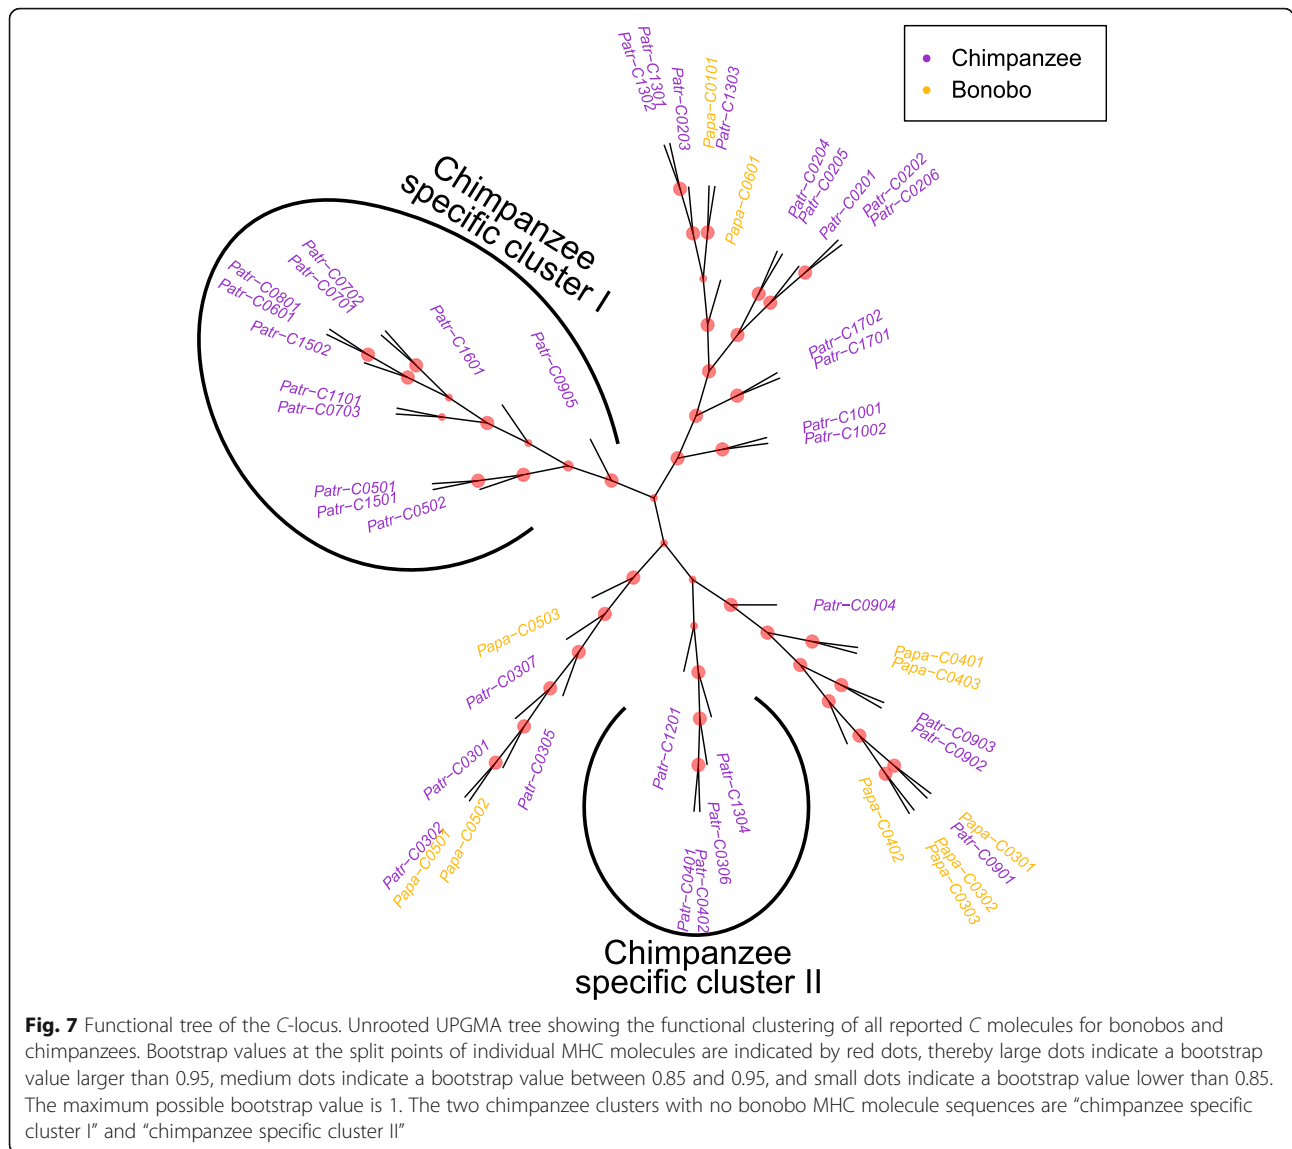 Chimpanzee
Bonobo
Patr−C1301
Patr−C1302
Patr−C0203
Papa−C0101
Patr−C1303
Papa−C0601
Patr−C0204
Patr−C0205
Patr−C0201
Patr−C0202
Patr−C0206
Patr−C1702
Patr−C1701
Patr−C1001
Patr−C1002
Chimpanzee
specific cluster I
Patr−C0702
Patr−C0701
Patr−C0801
Patr−C0601
Patr−C1502
Patr−C1601
Patr−C0905
Patr−C1101
Patr−C0703
Patr−C0501
Patr−C1501
Patr−C0502
Papa−C0503
Patr−C0307
Patr−C0301
Patr−C0305
Patr−C0302
Papa−C0501
Papa−C0502
Patr−C1201
Patr−C1304
Patr−C0306
Patr−C0401
Patr−C0402
Patr−C0904
Papa−C0401
Papa−C0403
Patr−C0903
Patr−C0902
Papa−C0402
Papa−C0301
Patr−C0901
Papa−C0302
Papa−C0303
Chimpanzee
specific cluster II
Fig. 7 Functional tree of the C-locus. Unrooted UPGMA tree showing the functional clustering of all reported C molecules for bonobos and
chimpanzees. Bootstrap values at the split points of individual MHC molecules are indicated by red dots, thereby large dots indicate a bootstrap
value larger than 0.95, medium dots indicate a bootstrap value between 0.85 and 0.95, and small dots indicate a bootstrap value lower than 0.85.
The maximum possible bootstrap value is 1. The two chimpanzee clusters with no bonobo MHC molecule sequences are “chimpanzee specific
cluster I” and “chimpanzee specific cluster II”